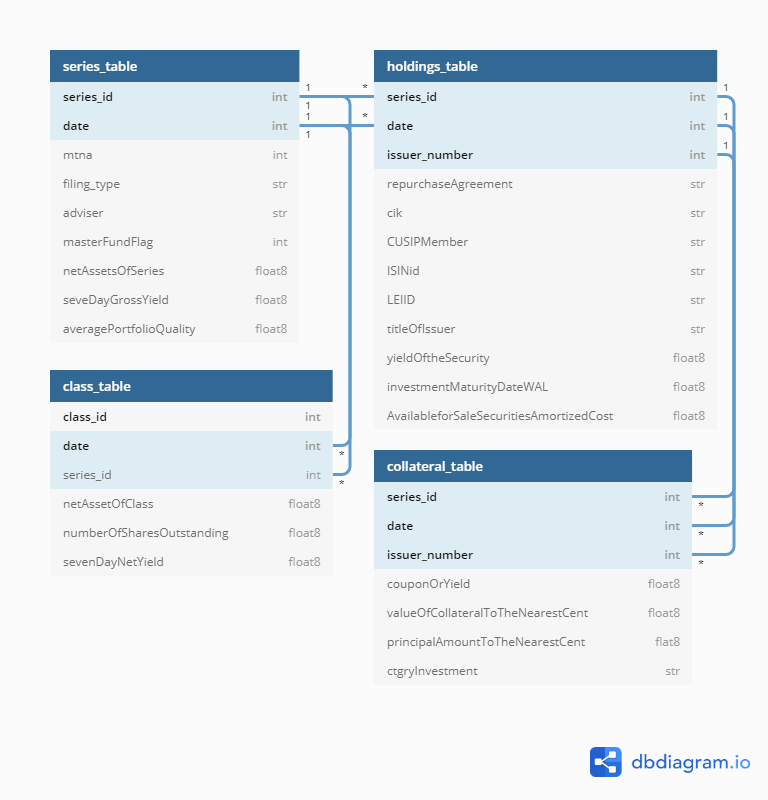 series_table
series_id int
date int
mtna int
filing_type str
adviser str
masterFundFlag int
netAssetsOfSeries float8
seveDayGrossYield float8
averagePortfolioQuality float8
1
1
1
1
*
*
holdings_table
series_id int
date int
issuer_number int
repurchaseAgreement str
cik str
CUSIPMember str
ISINid str
LEIID str
titleOfIssuer str
yieldOftheSecurity float8
investmentMaturityDateWAL float8
AvailableforSaleSecuritiesAmortizedCost float8
1
1
1
class_table
class_id int
date int
series_id int
netAssetOfClass float8
numberOfSharesOutstanding float8
sevenDayNetYield float8
*
*
collateral_table
series_id int
date int
issuer_number int
couponOrYield float8
valueOfCollateralToTheNearestCent float8
principalAmountToTheNearestCent flat8
ctgryInvestment str
*
*
*
dbdiagram.io